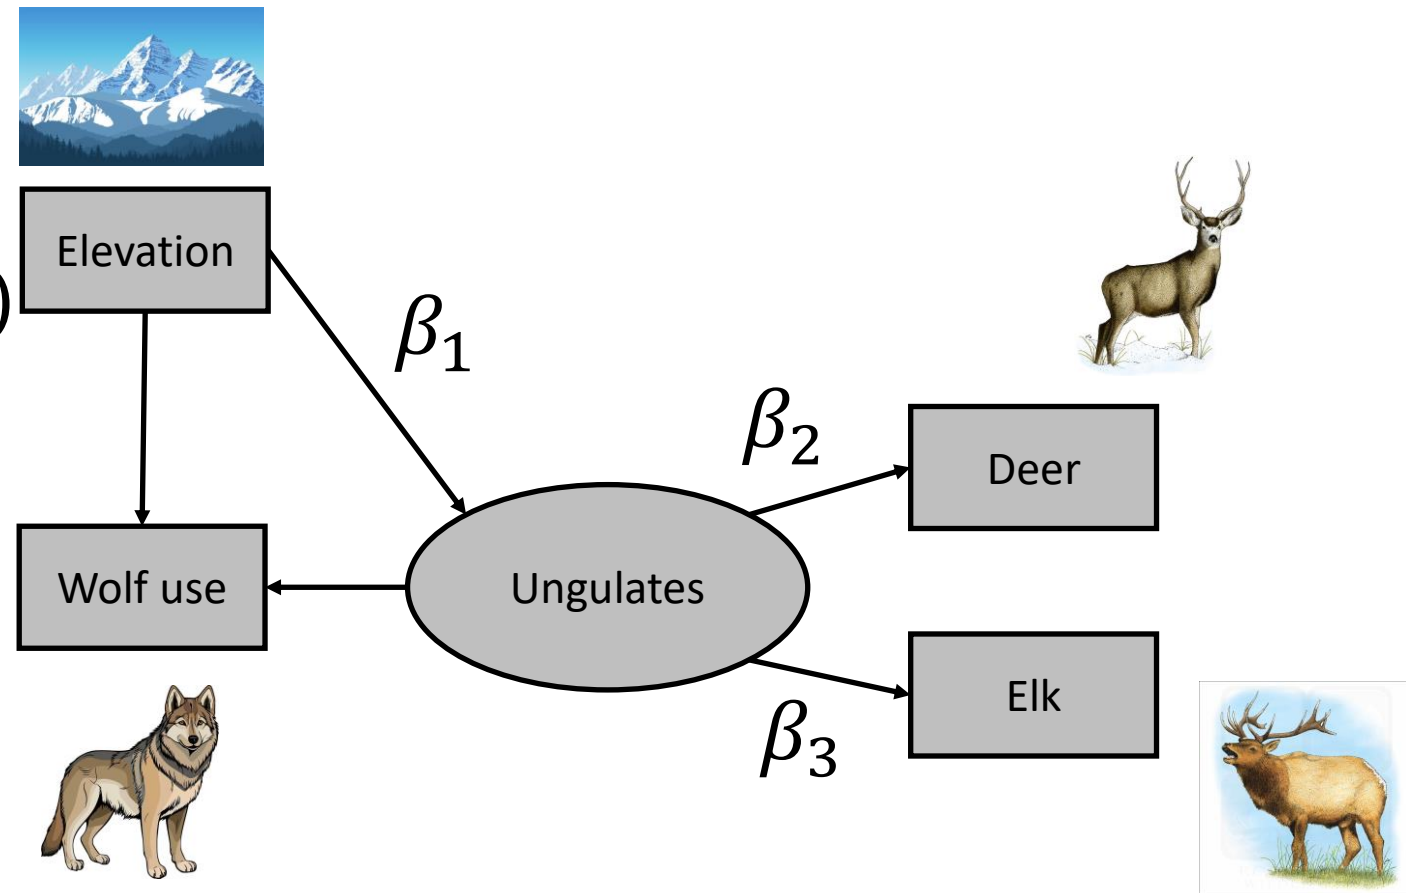 Elevation
)
β1
β2
Deer
Wolf use
Ungulates
Elk
β3